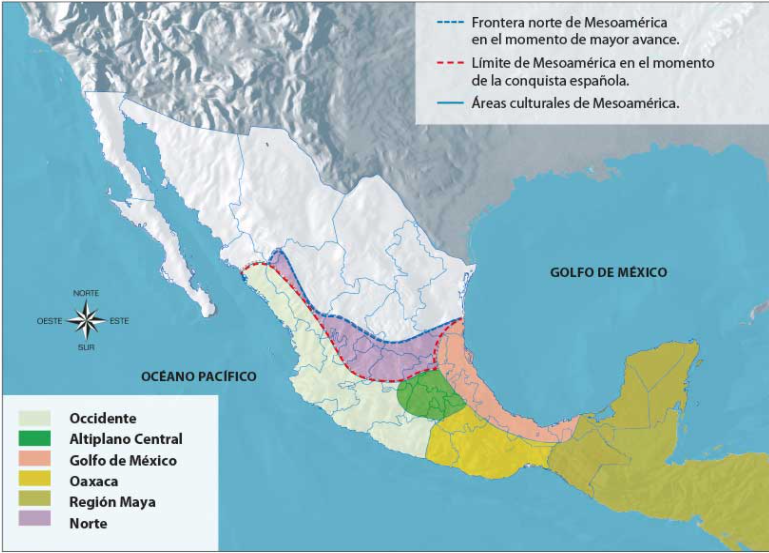 Frontera norte de Mesoamérica
en el momento de mayor avance.
Límite de Mesoamérica en el momento
de la conquista española.
Áreas culturales de Mesoamérica.
GOLFO DE MÉXICO
NORTE
OESTE
ESTE
SUR
OCÉANO PACÍFICO
Occidente
Altiplano Central
Golfo de México
Oaxaca
Región Maya
Norte